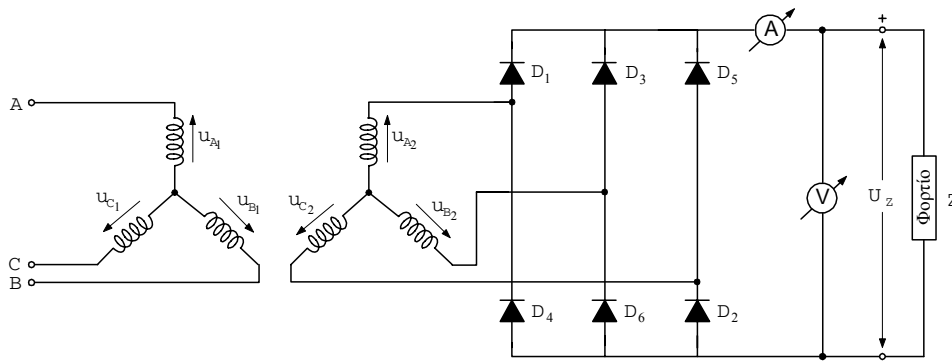 A
C
B
u_A1
u_C1
u_B1
u_A2
u_C2
u_B2
D1
D3
D5
D4
D6
D2
A
V
+
U_Z
Φορτίο
Z